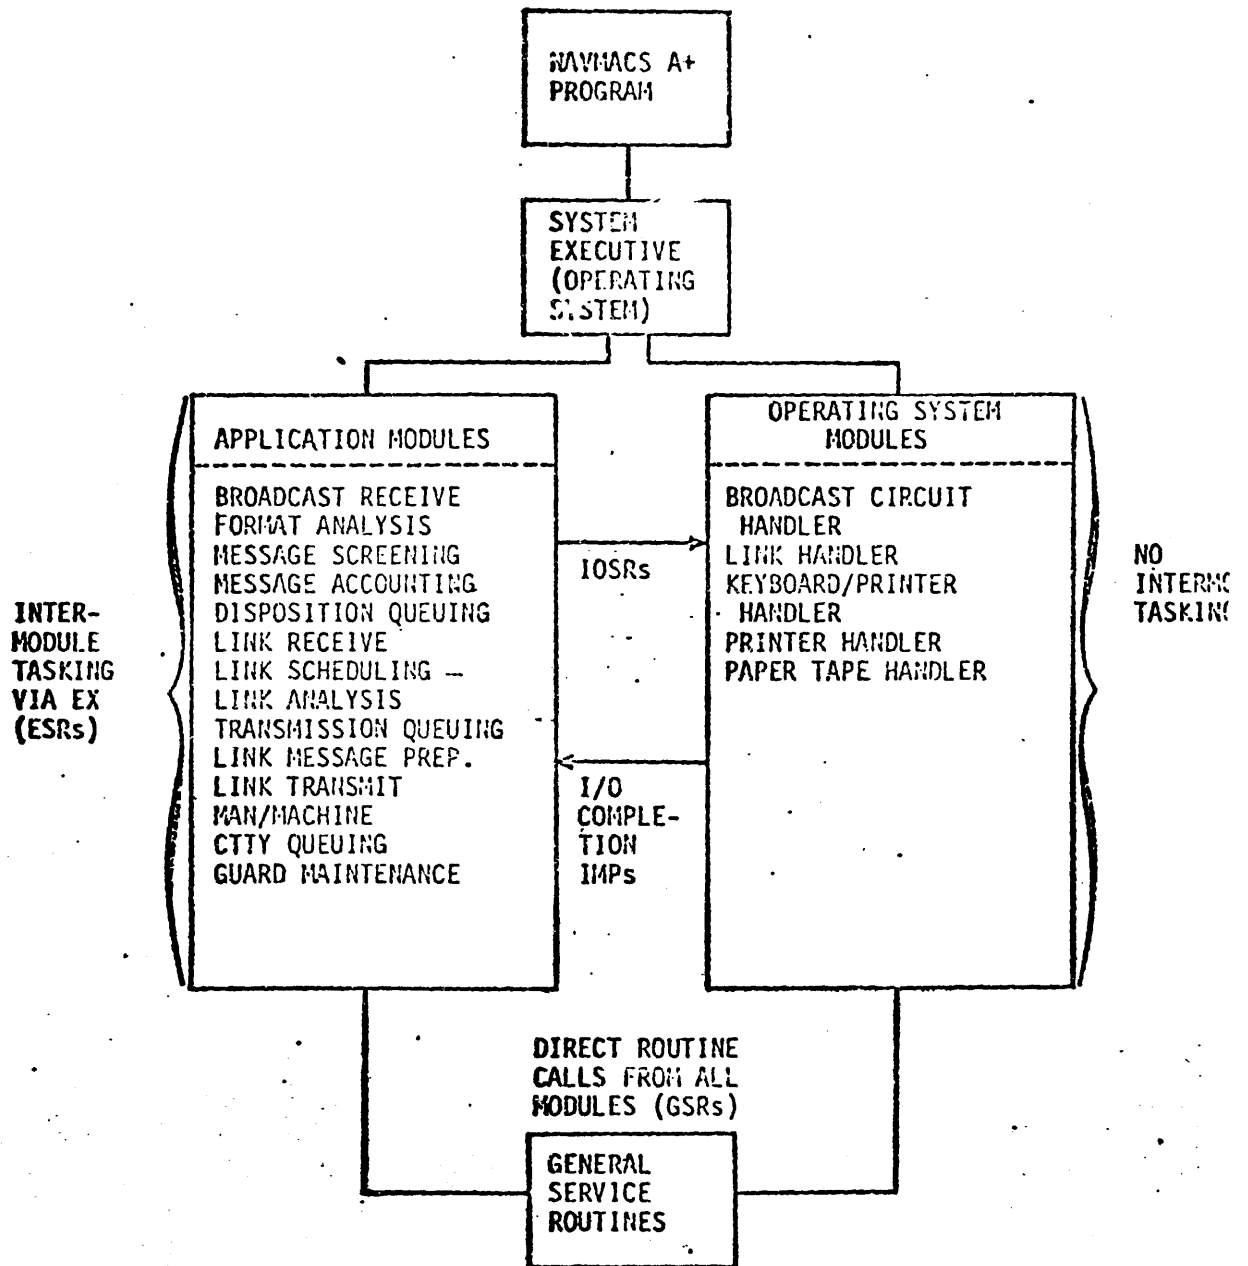 NAVMACS A+
PROGRAM
SYSTEM
EXECUTIVE
(OPERATING
SYSTEM)
APPLICATION MODULES
BROADCAST RECEIVE
FORMAT ANALYSIS
MESSAGE SCREENING
MESSAGE ACCOUNTING
DISPOSITION QUEUING
LINK RECEIVE
LINK SCHEDULING –
LINK ANALYSIS
TRANSMISSION QUEUING
LINK MESSAGE PREP.
LINK TRANSMIT
MAN/MACHINE
CTTY QUEUING
GUARD MAINTENANCE
INTER-
MODULE
TASKING
VIA EX
(ESRs)
IOSRs
I/O
COMPLE-
TION
IMPs
OPERATING SYSTEM
MODULES
BROADCAST CIRCUIT
HANDLER
LINK HANDLER
KEYBOARD/PRINTER
HANDLER
PRINTER HANDLER
PAPER TAPE HANDLER
NO
DIRECT ROUTINE
CALLS FROM ALL
MODULES (GSRs)
GENERAL
SERVICE
ROUTINES